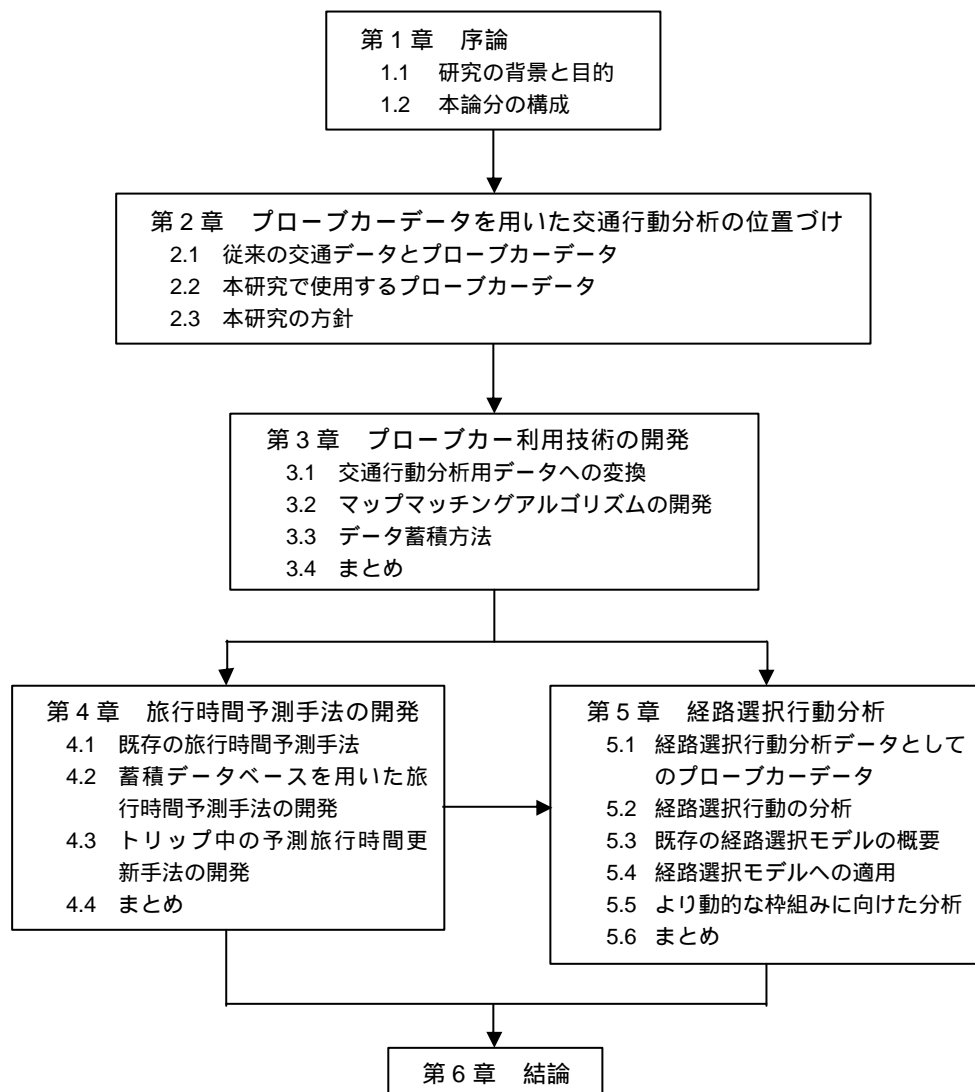 第1章　序論
1.1　研究の背景と目的
1.2　本論分の構成
第2章　プローブカーデータを用いた交通行動分析の位置づけ
2.1　従来の交通データとプローブカーデータ
2.2　本研究で使用するプローブカーデータ
2.3　本研究の方針
第3章　プローブカー利用技術の開発
3.1　交通行動分析用データへの変換
3.2　マップマッチングアルゴリズムの開発
3.3　データ蓄積方法
3.4　まとめ
第4章　旅行時間予測手法の開発
4.1　既存の旅行時間予測手法
4.2　蓄積データベースを用いた旅
行時間予測手法の開発
4.3　トリップ中の予測旅行時間更
新手法の開発
4.4　まとめ
第5章　経路選択行動分析
5.1　経路選択行動分析データとして
のプローブカーデータ
5.2　経路選択行動の分析
5.3　既存の経路選択モデルの概要
5.4　経路選択モデルへの適用
5.5　より動的な枠組みに向けた分析
5.6　まとめ
第6章　結論